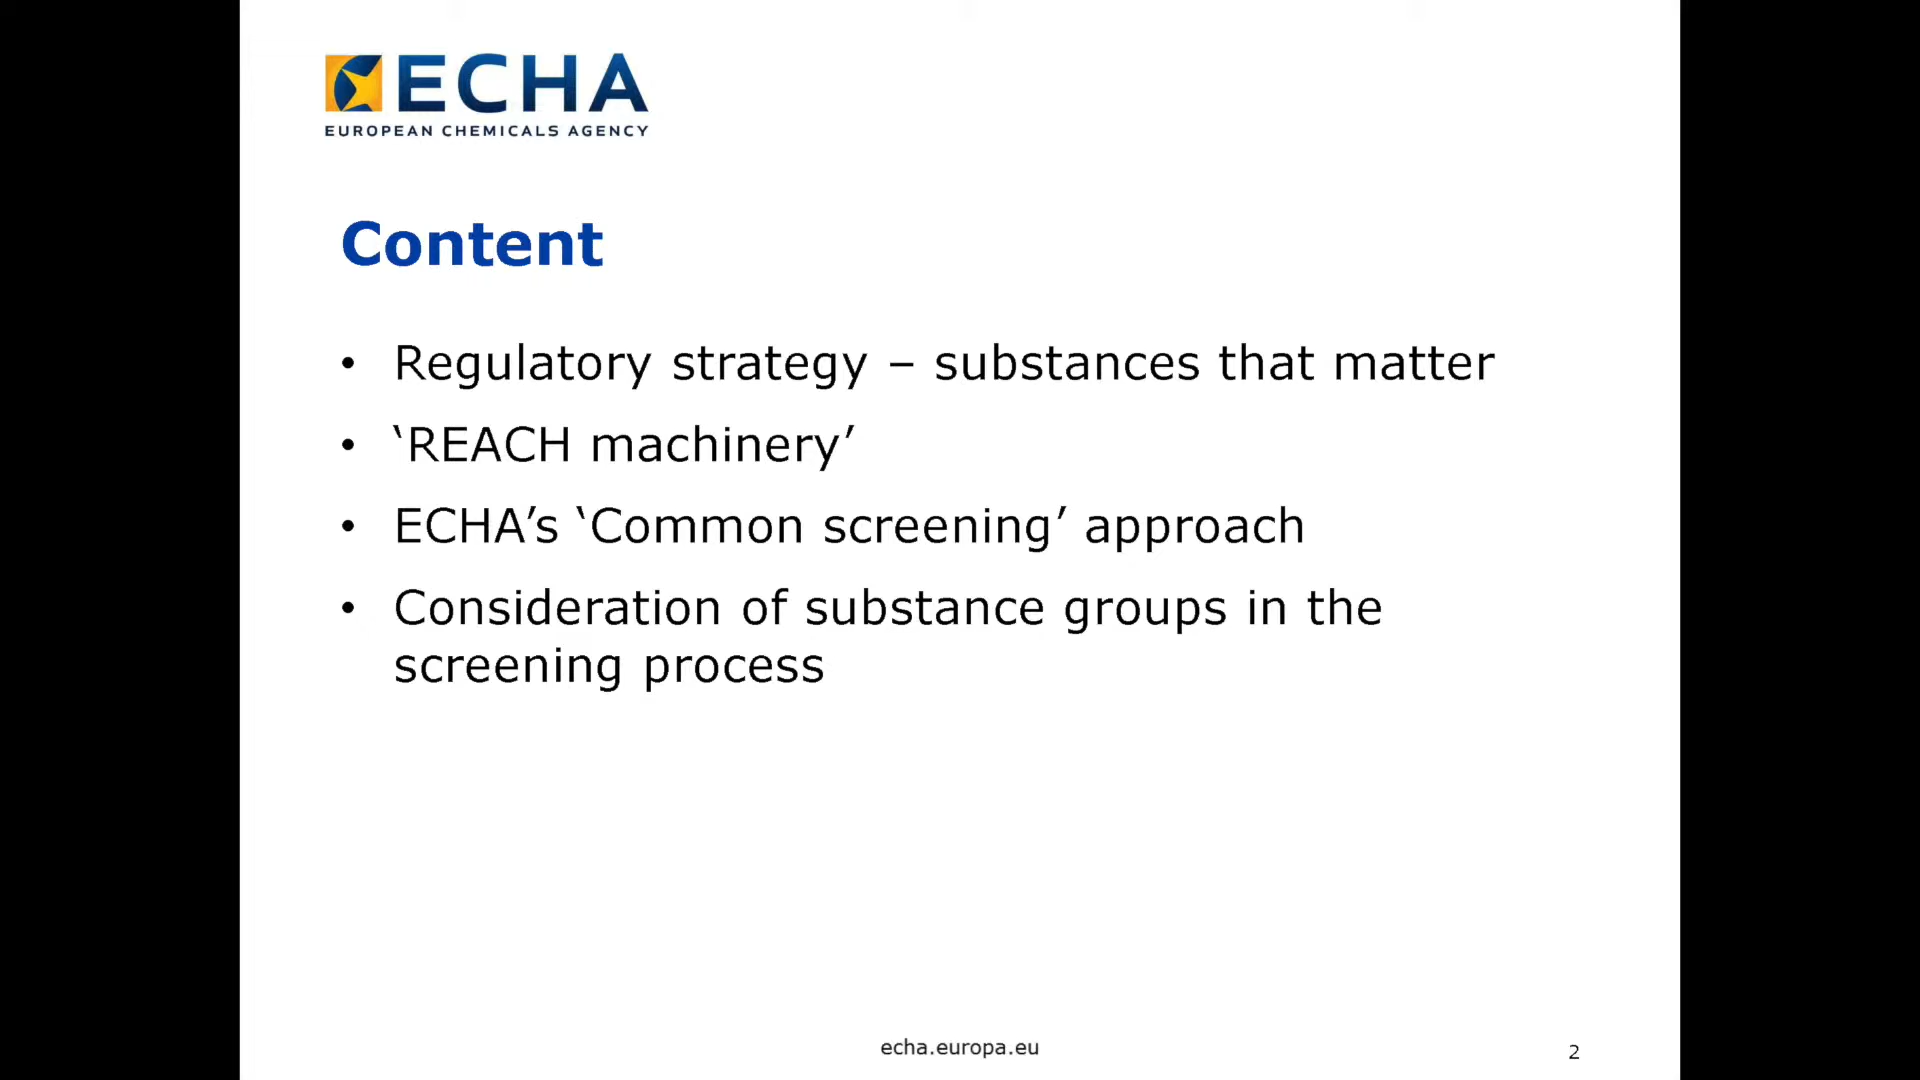 ECHA
EUROPEAN CHEMICALS AGENCY
Content
• Regulatory strategy – substances that matter
• ‘REACH machinery’
• ECHA’s ‘Common screening’ approach
• Consideration of substance groups in the
screening process
echa.europa.eu
2